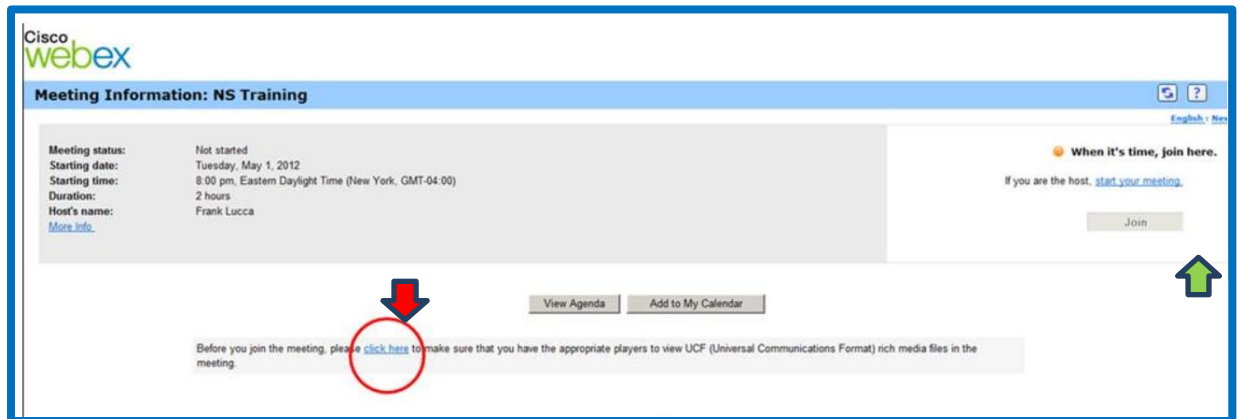 Cisco
webex
Meeting Information: NS Training
?
English :
Meeting status: Not started
Starting date: Tuesday, May 1, 2012
Starting time: 8:00 pm, Eastern Daylight Time (New York, GMT-04:00)
Duration: 2 hours
Host's name: Frank Lucca
More Info
When it's time, join here.
If you are the host, start your meeting.
Join
View Agenda Add to My Calendar
Before you join the meeting, please click here to make sure that you have the appropriate players to view UCF (Universal Communications Format) rich media files in the
meeting.